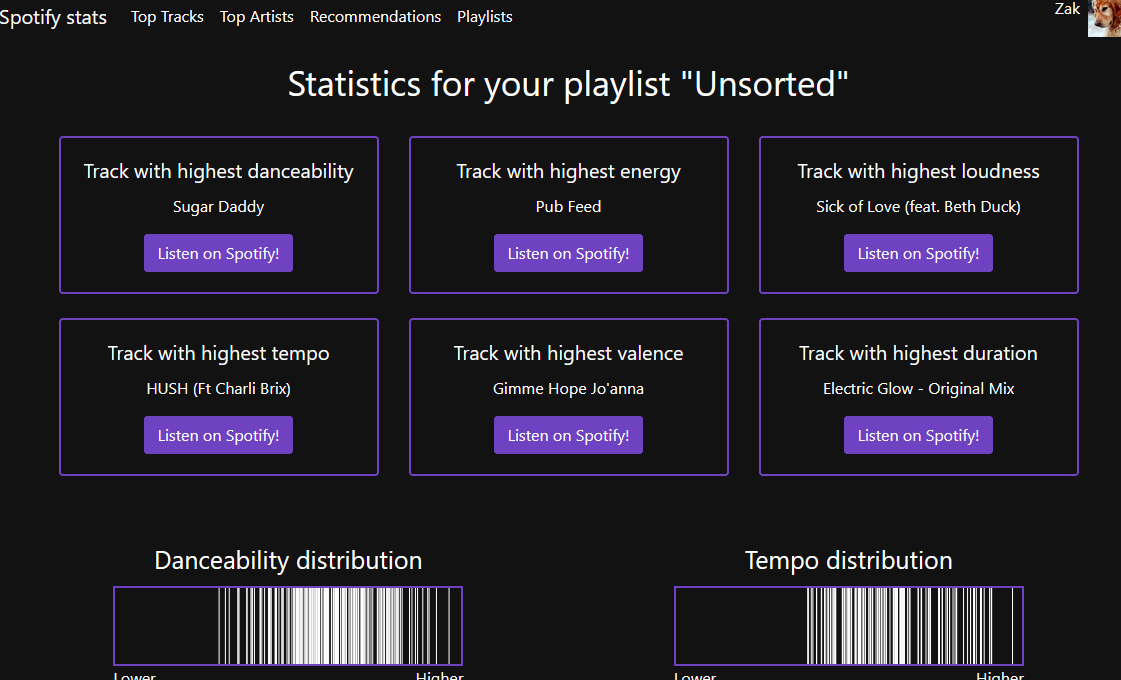 Spotify stats Top Tracks Top Artists Recommendations Playlists Zak
Statistics for your playlist "Unsorted"
Track with highest danceability
Sugar Daddy
Listen on Spotify!
Track with highest energy
Pub Feed
Listen on Spotify!
Track with highest loudness
Sick of Love (feat. Beth Duck)
Listen on Spotify!
Track with highest tempo
HUSH (Ft Charli Brix)
Listen on Spotify!
Track with highest valence
Gimme Hope Jo'anna
Listen on Spotify!
Track with highest duration
Electric Glow - Original Mix
Listen on Spotify!
Danceability distribution
Lower Higher
Tempo distribution
Lower Higher